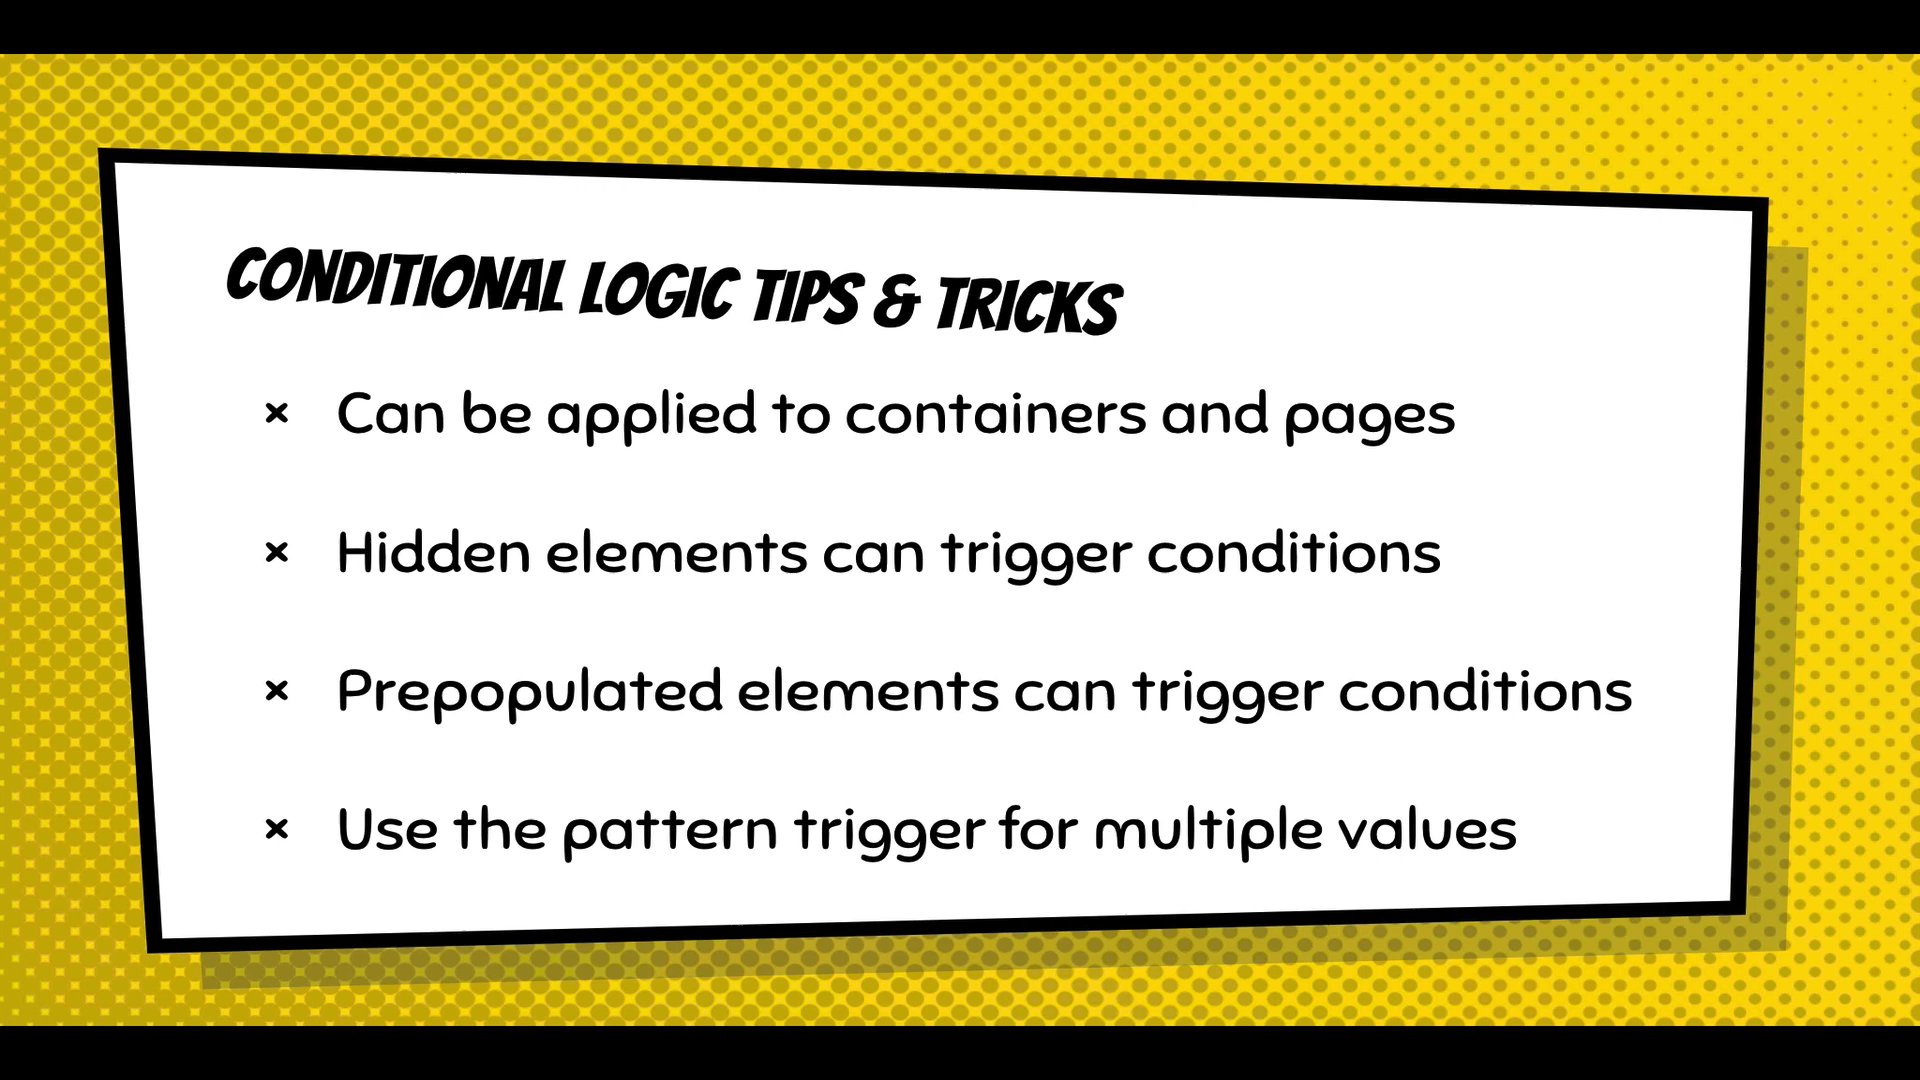 CONDITIONAL LOGIC TIPS & TRICKS
× Can be applied to containers and pages
× Hidden elements can trigger conditions
× Prepopulated elements can trigger conditions
× Use the pattern trigger for multiple values